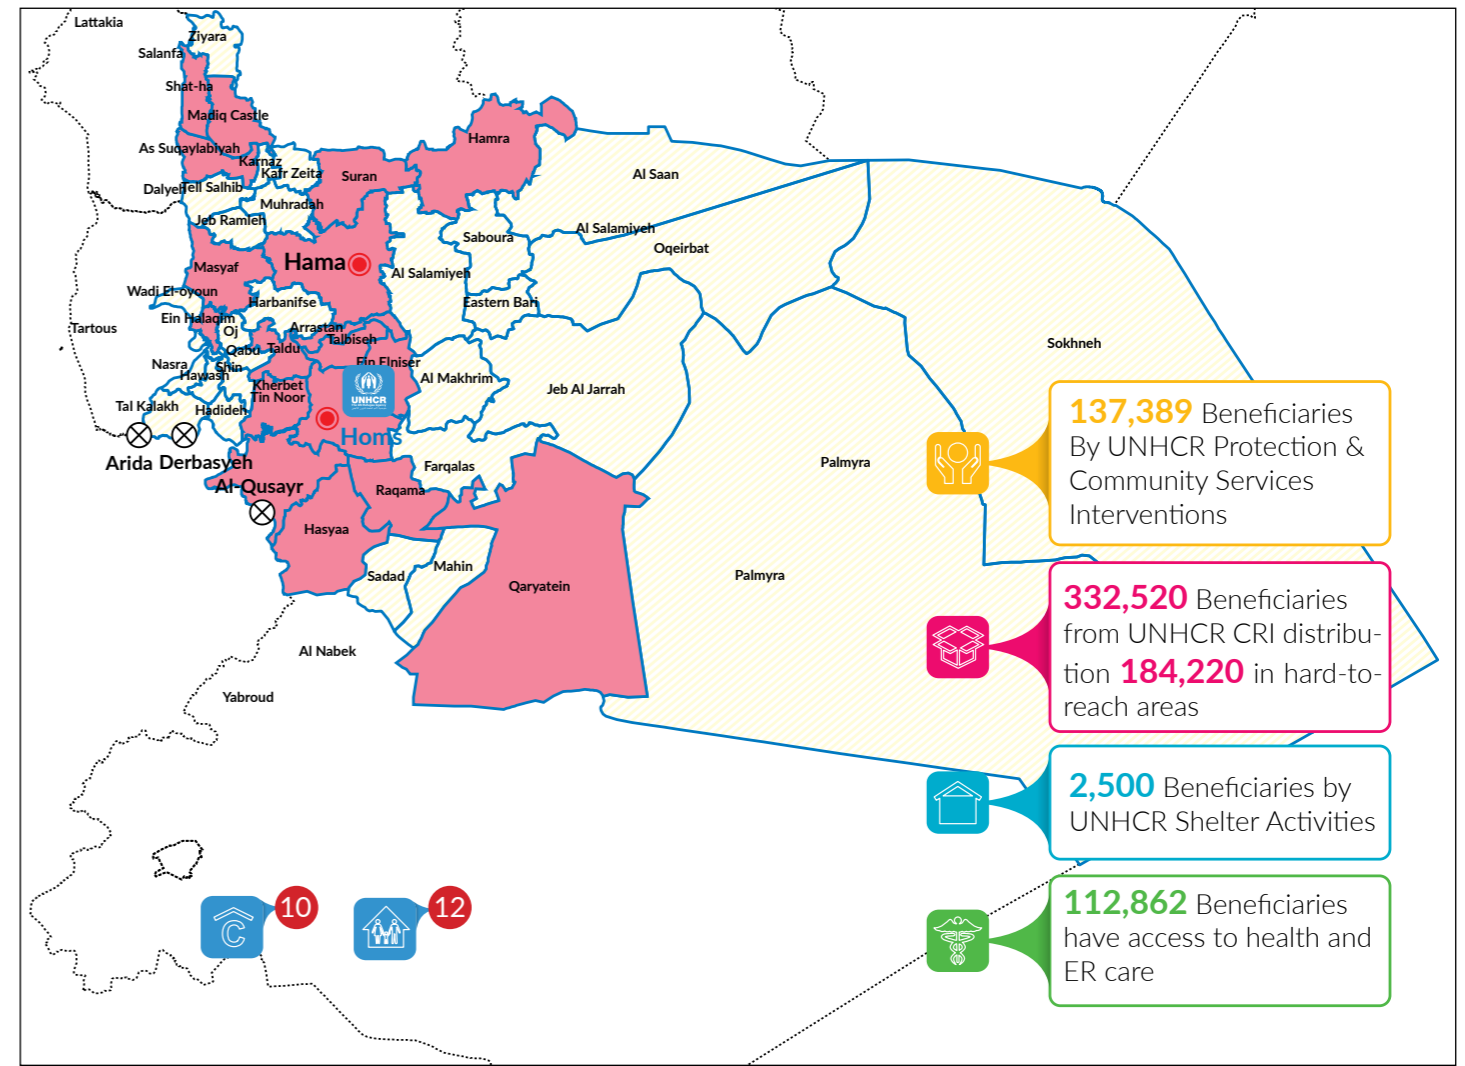 Lattakia
Ziyara
Salanfa
Shat-ha
Madiq Castle
Hamra
As Suqaylabiyah
Karnaz
Kafr Zeita
Suran
Al Saan
Dalyeh
Tell Salhib
Muhradah
Jeb Ramleh
Al Salamiyeh
Saboura
Oqeirbat
Hama
Masyaf
Al Salamiyeh
Wadi El-oyoun
Harbanifse
Eastern Bari
Ein Halaqim
Tartous
Oj
Arrastan
Talbiseh
Sokhneh
Qabu
Taldu
Nasra
Shin
Ein Elniser
Hawash
Al Makhrim
Kherbet
Tin Noor
Jeb Al Jarrah
UNHCR
Tal Kalakh
Hadideh
Homs
Arida
Derbasyeh
Farqalas
Palmyra
Al-Qusayr
Raqama
Hasyaa
Sadad
Mahin
Qaryatein
Palmyra
Al Nabek
Yabroud
137,389 Beneficiaries
By UNHCR Protection &
Community Services
Interventions
332,520 Beneficiaries
from UNHCR CRI distribu-
tion 184,220 in hard-to-
reach areas
2,500 Beneficiaries by
UNHCR Shelter Activities
112,862 Beneficiaries
have access to health and
ER care
C
10
12